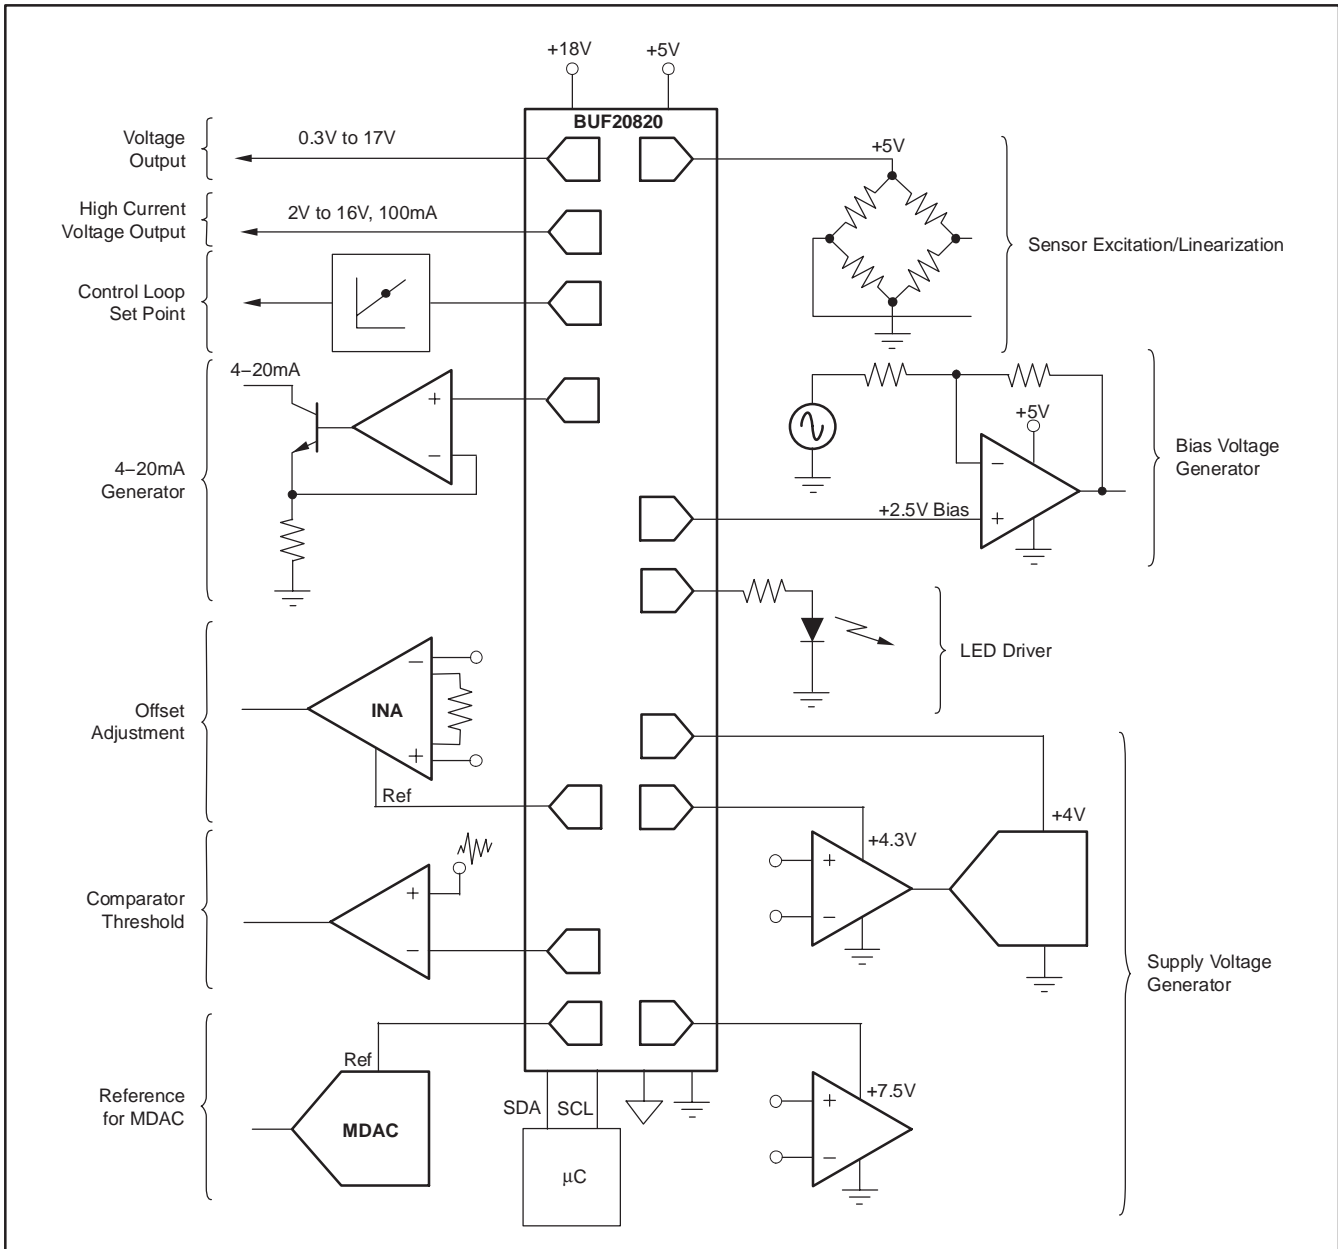 +18V
+5V
BUF20820
Voltage
Output
0.3V to 17V
High Current
Voltage Output
2V to 16V, 100mA
Control Loop
Set Point
4–20mA
4–20mA
Generator
+
−
Offset
Adjustment
−
INA
+
Ref
Comparator
Threshold
+
−
Reference
for MDAC
Ref
MDAC
SDA
SCL
μC
+5V
Sensor Excitation/Linearization
+5V
−
+2.5V Bias
+
Bias Voltage
Generator
LED Driver
+4V
+4.3V
+
−
Supply Voltage
Generator
+7.5V
+
−